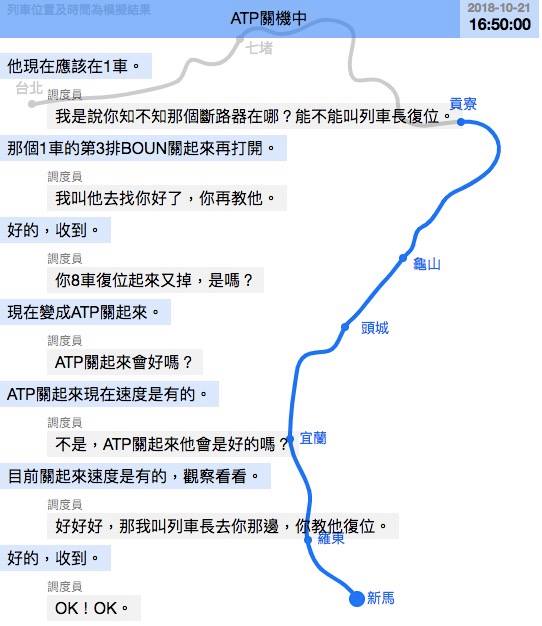 列車位置及時間為模擬結果
ATP關機中
2018-10-21
16:50:00
七堵
他現在應該在1車。
台北
調度員
我是說你知不知那個斷路器在哪？能不能叫列車長復位。
貢寮
那個1車的第3排BOUN關起來再打開。
調度員
我叫他去找你好了，你再教他。
好的，收到。
調度員
龜山
你8車復位起來又掉，是嗎？
現在變成ATP關起來。
頭城
調度員
ATP關起來會好嗎？
ATP關起來現在速度是有的。
調度員
不是，ATP關起來他會是好的嗎？
宜蘭
目前關起來速度是有的，觀察看看。
調度員
好好好，那我叫列車長去你那邊，你教他復位。
羅東
好的，收到。
調度員
新馬
OK！OK。